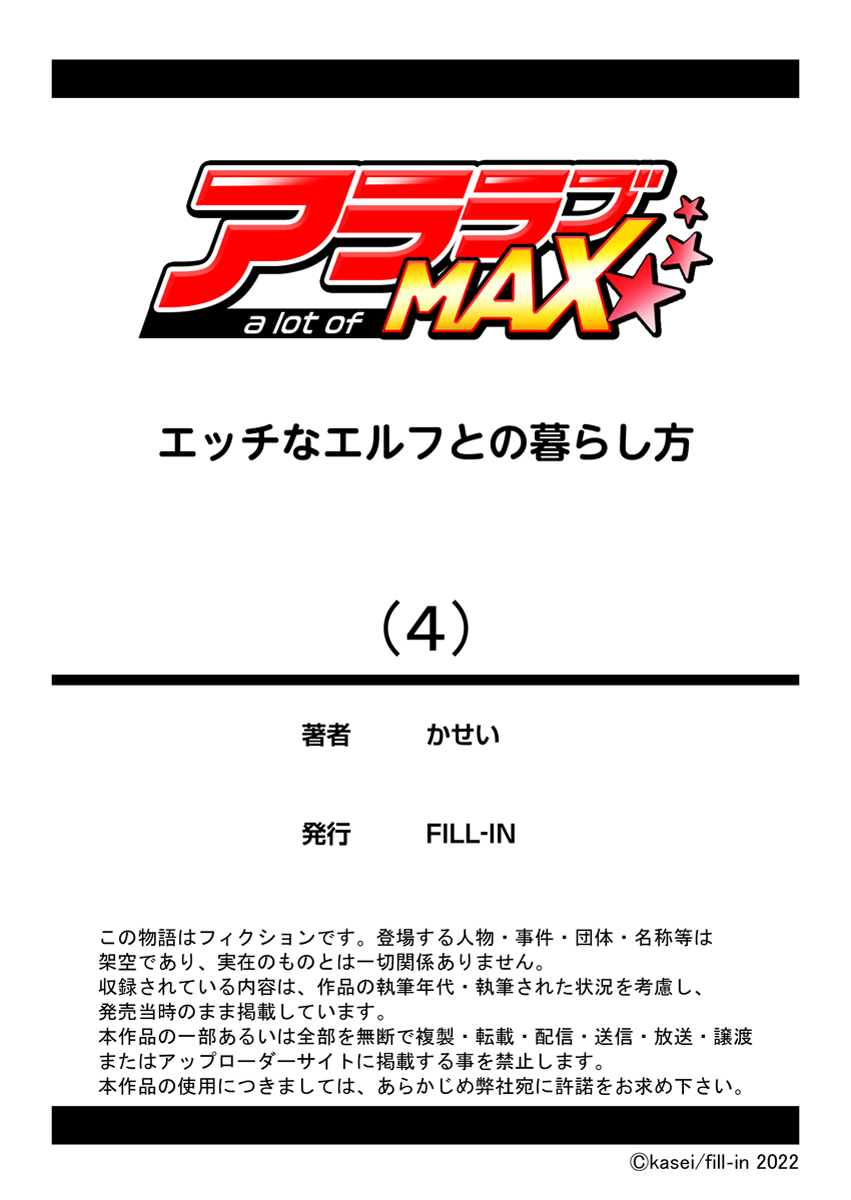 アララブ
a lot of MAX
エッチなエルフとの暮らし方
（4）
著者 かせい
発行 FILL-IN
この物語はフィクションです。登場する人物・事件・団体・名称等は
架空であり、実在のものとは一切関係ありません。
収録されている内容は、作品の執筆年代・執筆された状況を考慮し、
発売当時のまま掲載しています。
本作品の一部あるいは全部を無断で複製・転載・配信・送信・放送・譲渡
またはアップローダーサイトに掲載する事を禁止します。
本作品の使用につきましては、あらかじめ弊社宛に許諾をお求め下さい。
©kasei/fill-in 2022